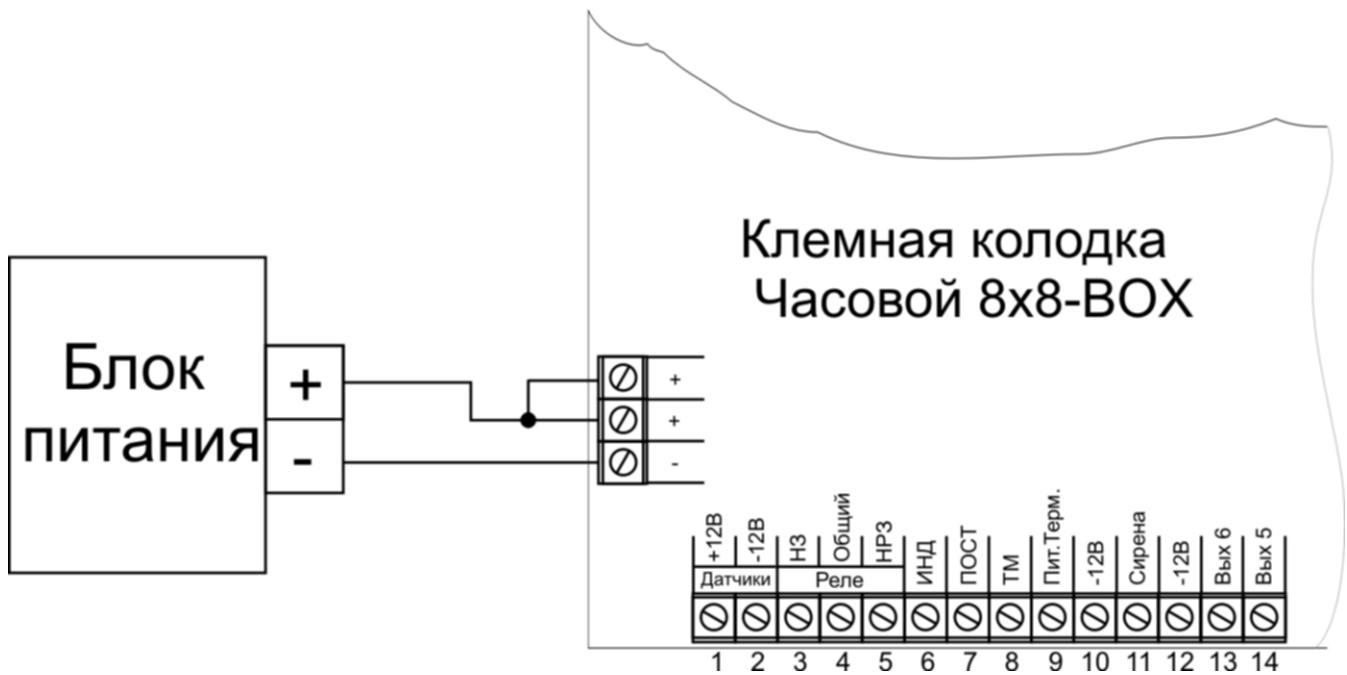 Клемная колодка
Часовой 8х8-BOX
Блок
питания
+
-
+
+
-
+12В
-12В
НЗ
Общий
НРЗ
ИНД
ПОСТ
ТМ
Пит.Терм.
-12В
Сирена
-12В
Вых 6
Вых 5
Датчики
Реле
1 2 3 4 5 6 7 8 9 10 11 12 13 14